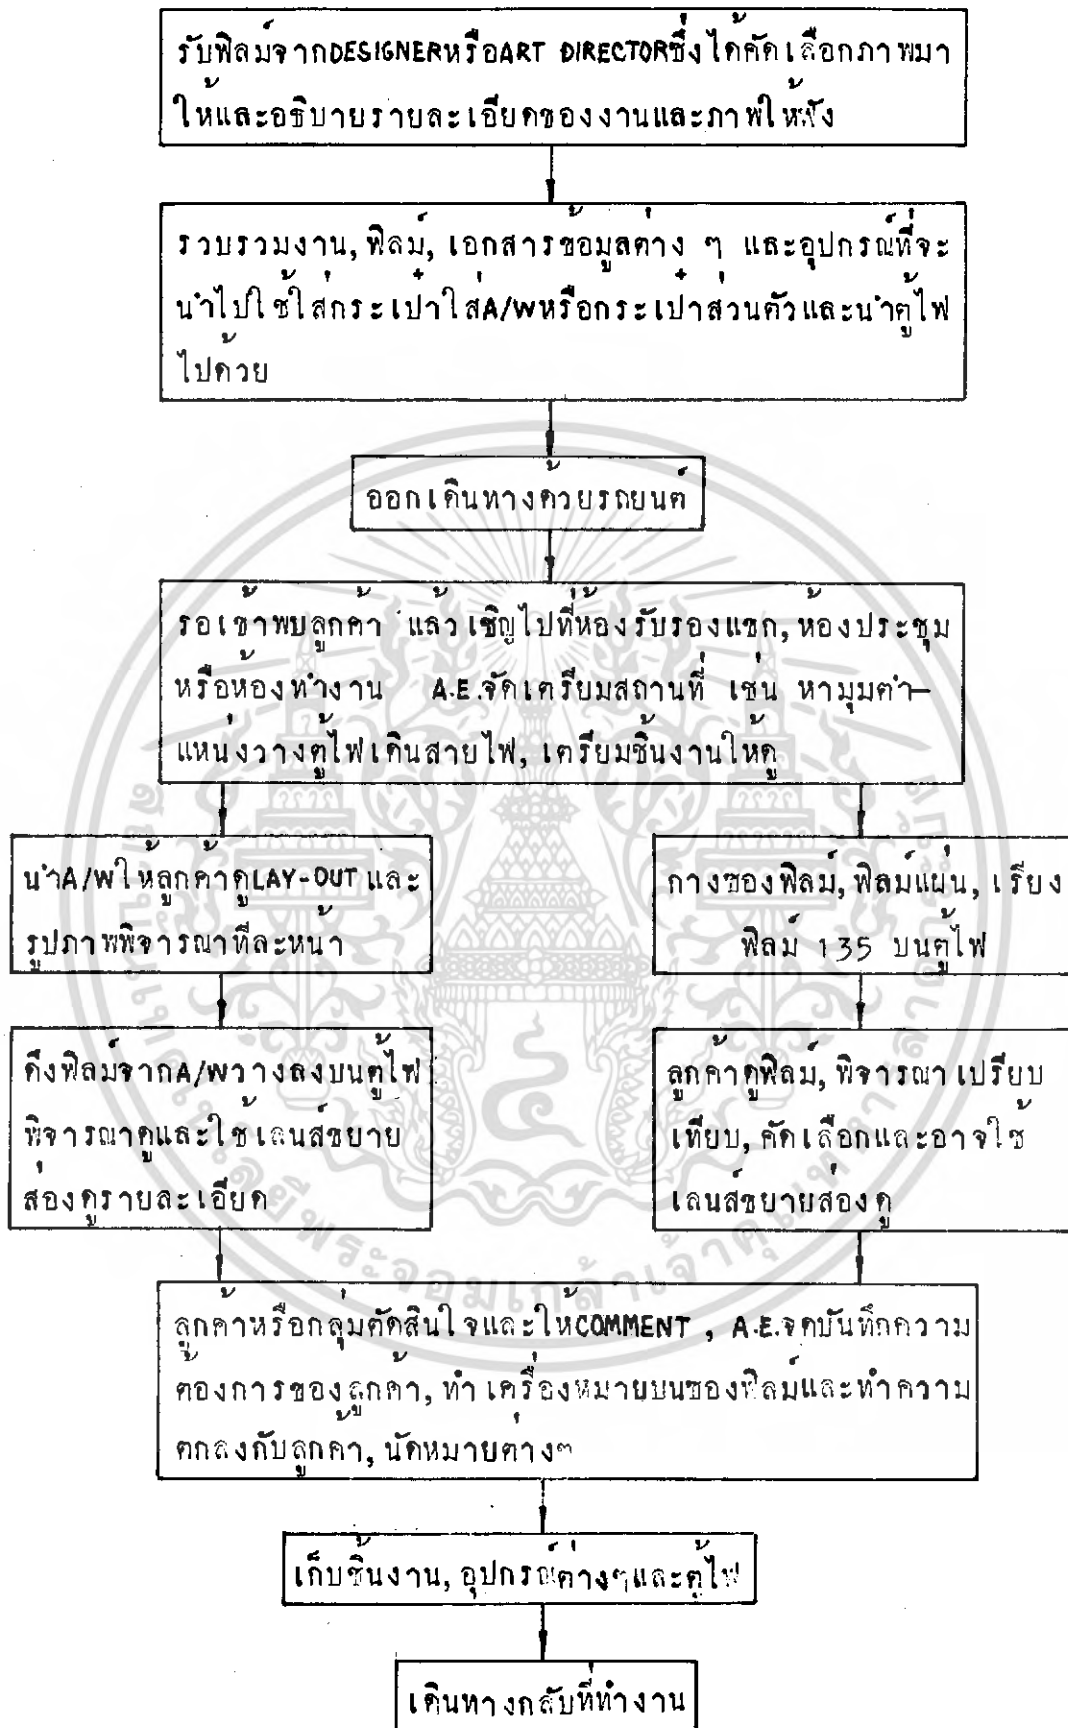 รับฟิล์มจากDESIGNERหรือART DIRECTORซึ่งได้คัดเลือกภาพมา
ให้และอธิบายรายละเอียดของงานและภาพให้ฟัง
รวบรวมงาน, ฟิล์ม, เอกสารข้อมูลต่าง ๆ และอุปกรณ์ที่จะ
นำไปใช้ใส่กระเป๋าใส่A/Wหรือกระเป๋าส่วนตัวและนำตู้ไฟ
ไปด้วย
ออกเดินทางด้วยรถยนต์
รอเข้าพบลูกค้า แล้วเชิญไปที่ห้องรับรองแขก, ห้องประชุม
หรือห้องทำงาน A.E.จัดเตรียมสถานที่ เช่น หามุมตำ-
แหน่งวางตู้ไฟเดินสายไฟ, เตรียมชิ้นงานให้ดู
นำA/Wให้ลูกค้าดูLAY-OUT และ
รูปภาพพิจารณาทีละหน้า
กางซองฟิล์ม, ฟิล์มแผ่น, เรียง
ฟิล์ม 135 บนตู้ไฟ
ดึงฟิล์มจากA/Wวางลงบนตู้ไฟ
พิจารณาดูและใช้เลนส์ขยาย
ส่องดูรายละเอียด
ลูกค้าดูฟิล์ม, พิจารณาเปรียบ
เทียบ, คัดเลือกและอาจใช้
เลนส์ขยายส่องดู
ลูกค้าหรือกลุ่มตัดสินใจและให้COMMENT , A.E.จดบันทึกความ
ต้องการของลูกค้า, ทำเครื่องหมายบนซองฟิล์มและทำความ
ตกลงกับลูกค้า, นัดหมายต่างๆ
เก็บชิ้นงาน, อุปกรณ์ต่างๆและตู้ไฟ
เดินทางกลับที่ทำงาน